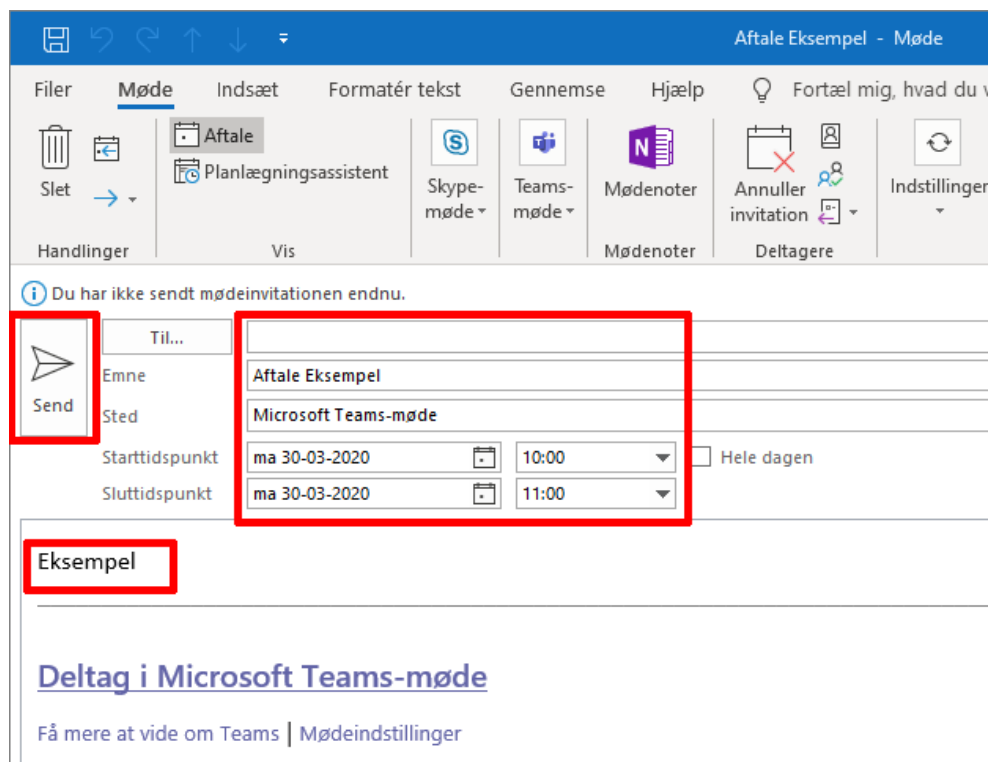 Aftale Eksempel - Møde
Filer Møde Indsæt Formatér tekst Gennemse Hjælp Fortæl mig, hvad du
Slet
Aftale
Planlægningsassistent
Skype-
møde
Teams-
møde
Mødenoter
Annuller
invitation
Indstillinger
Handlinger Vis Mødenoter Deltagere
Du har ikke sendt mødeinvitationen endnu.
Send
Til...
Emne Aftale Eksempel
Sted Microsoft Teams-møde
Starttidspunkt ma 30-03-2020 10:00 Hele dagen
Sluttidspunkt ma 30-03-2020 11:00
Eksempel
Deltag i Microsoft Teams-møde
Få mere at vide om Teams | Mødeindstillinger